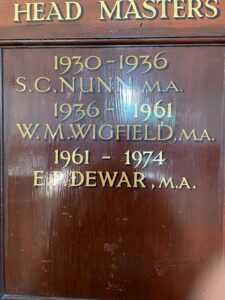 HEAD MASTERS
1930-1936
S.C.NUNN M.A.
1936 - 1961
W.M.WIGFIELD, M.A.
1961 - 1974
DEWAR, M.A.